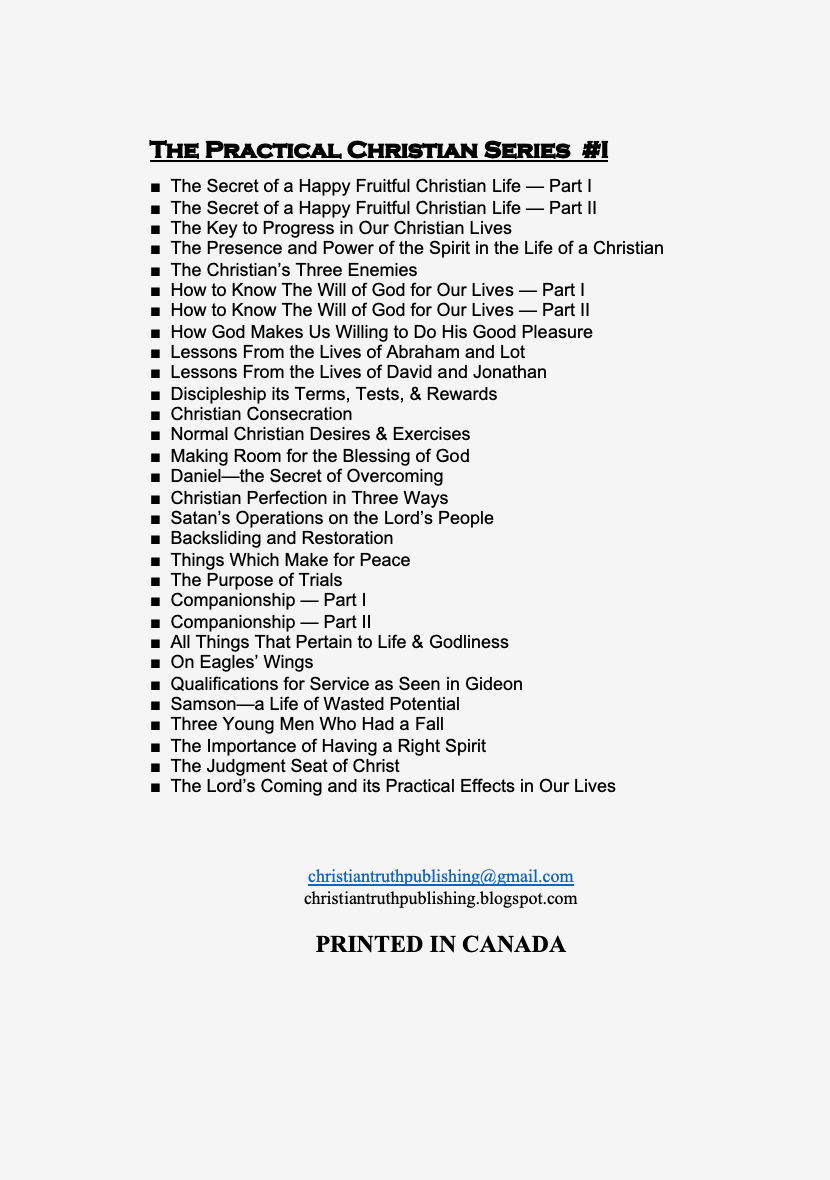 THE PRACTICAL CHRISTIAN SERIES #I
■ The Secret of a Happy Fruitful Christian Life — Part I
■ The Secret of a Happy Fruitful Christian Life — Part II
■ The Key to Progress in Our Christian Lives
■ The Presence and Power of the Spirit in the Life of a Christian
■ The Christian’s Three Enemies
■ How to Know The Will of God for Our Lives — Part I
■ How to Know The Will of God for Our Lives — Part II
■ How God Makes Us Willing to Do His Good Pleasure
■ Lessons From the Lives of Abraham and Lot
■ Lessons From the Lives of David and Jonathan
■ Discipleship its Terms, Tests, & Rewards
■ Christian Consecration
■ Normal Christian Desires & Exercises
■ Making Room for the Blessing of God
■ Daniel—the Secret of Overcoming
■ Christian Perfection in Three Ways
■ Satan’s Operations on the Lord’s People
■ Backsliding and Restoration
■ Things Which Make for Peace
■ The Purpose of Trials
■ Companionship — Part I
■ Companionship — Part II
■ All Things That Pertain to Life & Godliness
■ On Eagles’ Wings
■ Qualifications for Service as Seen in Gideon
■ Samson—a Life of Wasted Potential
■ Three Young Men Who Had a Fall
■ The Importance of Having a Right Spirit
■ The Judgment Seat of Christ
■ The Lord’s Coming and its Practical Effects in Our Lives
christiantruthpublishing@gmail.com
christiantruthpublishing.blogspot.com
PRINTED IN CANADA